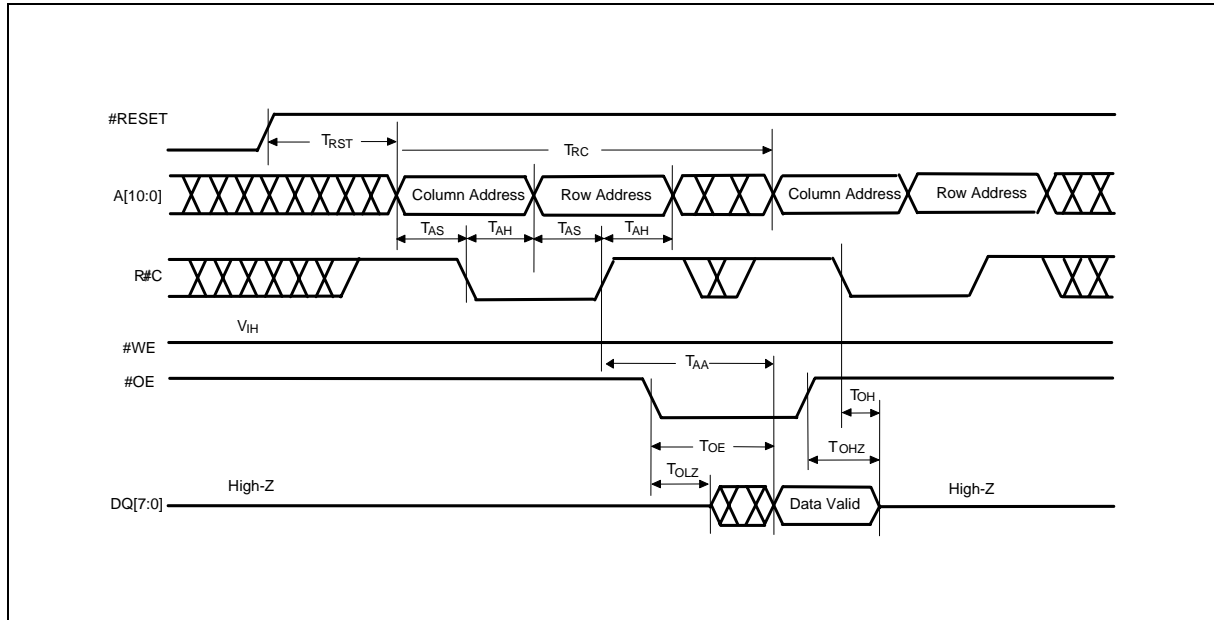 #RESET
TRST
TRC
A[10:0]
Column Address
Row Address
Column Address
Row Address
TAS
TAH
TAS
TAH
R#C
VIH
#WE
TAA
#OE
TOH
TOE
TOHZ
TOLZ
High-Z
High-Z
DQ[7:0]
Data Valid